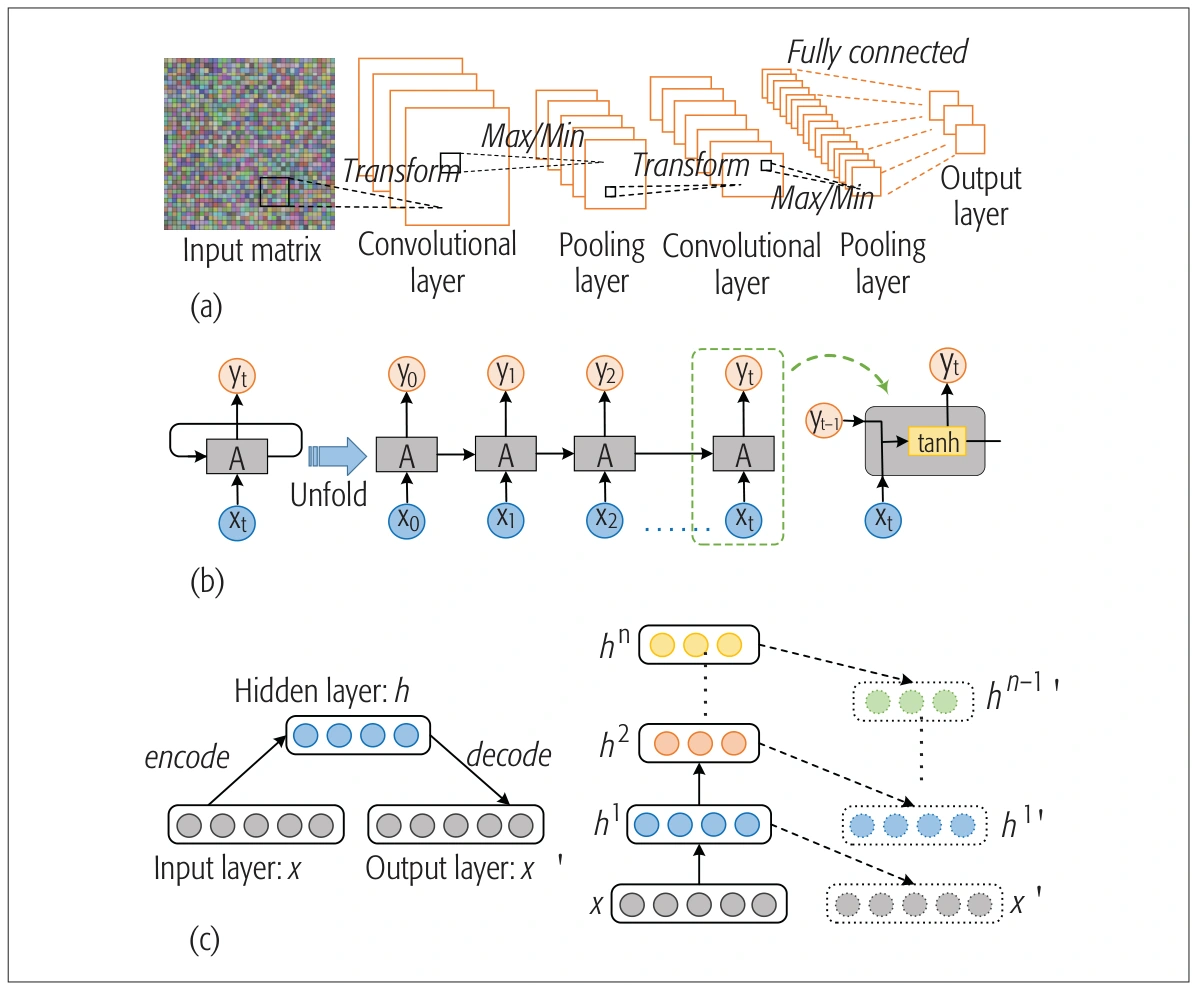 Fully connected
Max/Min
Transform
Transform
Max/Min
Output
layer
Input matrix
Convolutional
layer
Pooling
layer
Convolutional
layer
Pooling
layer
(a)
yt
y0
y1
y2
yt
yt
yt–1
tanh
A
A
A
A
A
Unfold
xt
x0
x1
x2
......
xt
xt
(b)
hn
hn–1 '
Hidden layer: h
h2
encode
decode
h1
h1'
Input layer: x
Output layer: x '
x
x '
(c)